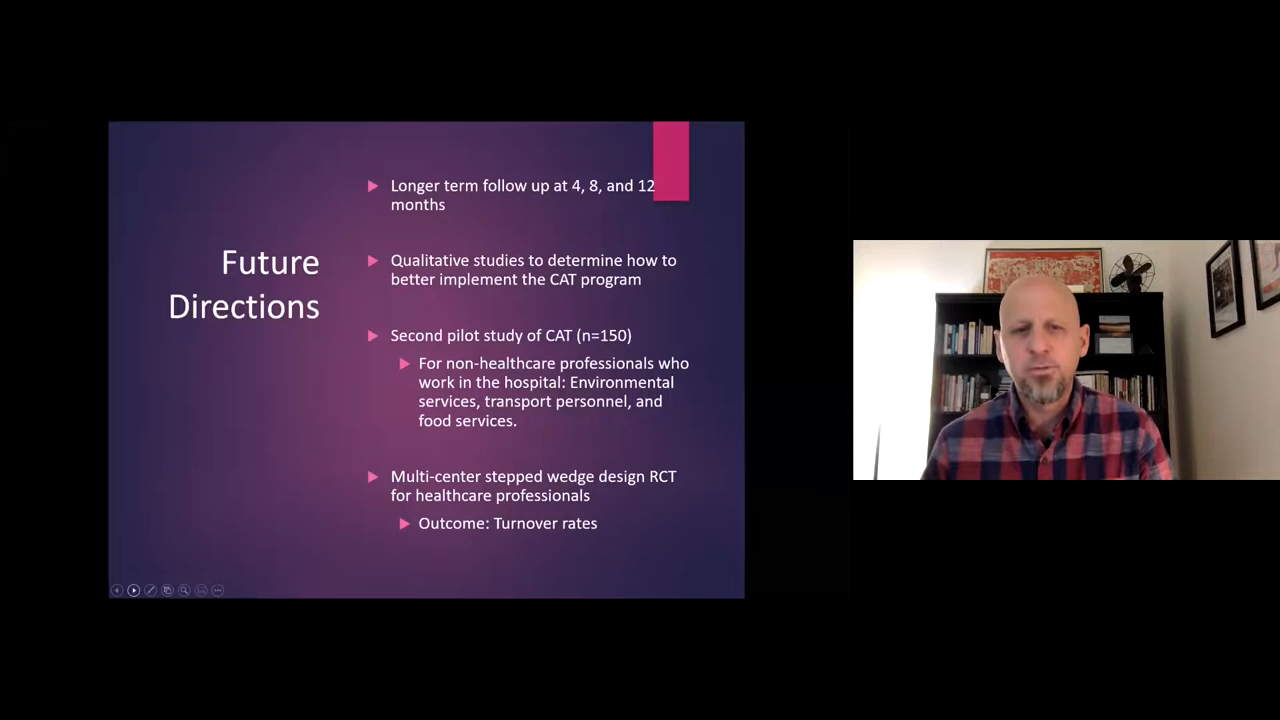 Future
Directions
Longer term follow up at 4, 8, and 12
months
Qualitative studies to determine how to
better implement the CAT program
Second pilot study of CAT (n=150)
For non-healthcare professionals who
work in the hospital: Environmental
services, transport personnel, and
food services.
Multi-center stepped wedge design RCT
for healthcare professionals
Outcome: Turnover rates